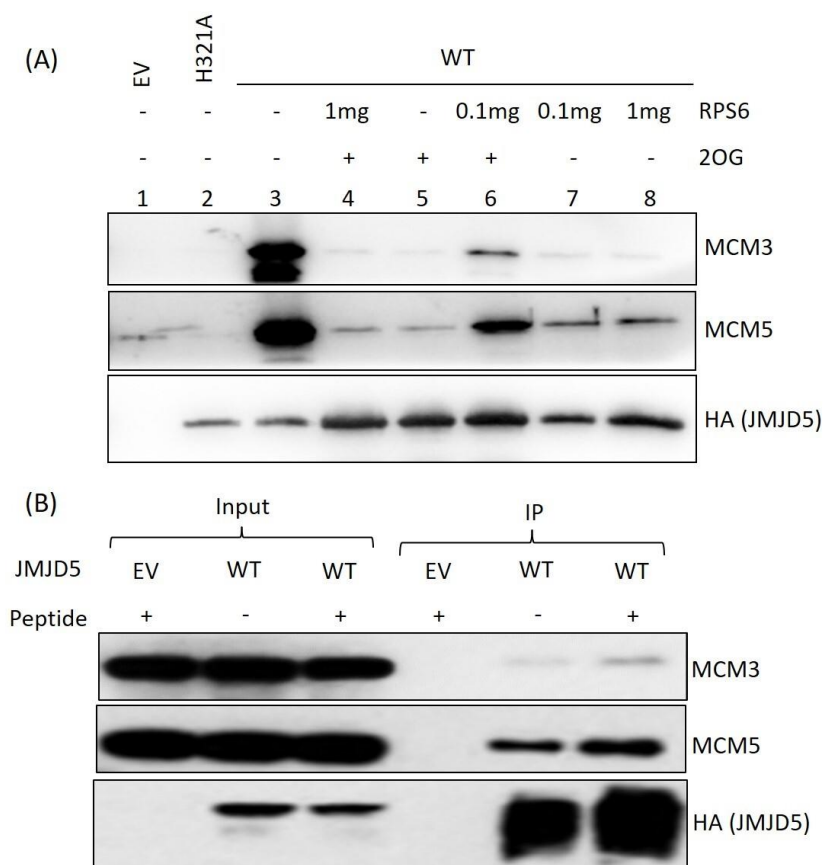 (A)
EV
H321A
WT
- - - 1mg - 0.1mg 0.1mg 1mg RPS6
- - - + + + - - 2OG
1 2 3 4 5 6 7 8
MCM3
MCM5
HA (JMJD5)
(B)
Input IP
JMJD5 EV WT WT EV WT WT
Peptide + - + + - +
MCM3
MCM5
HA (JMJD5)